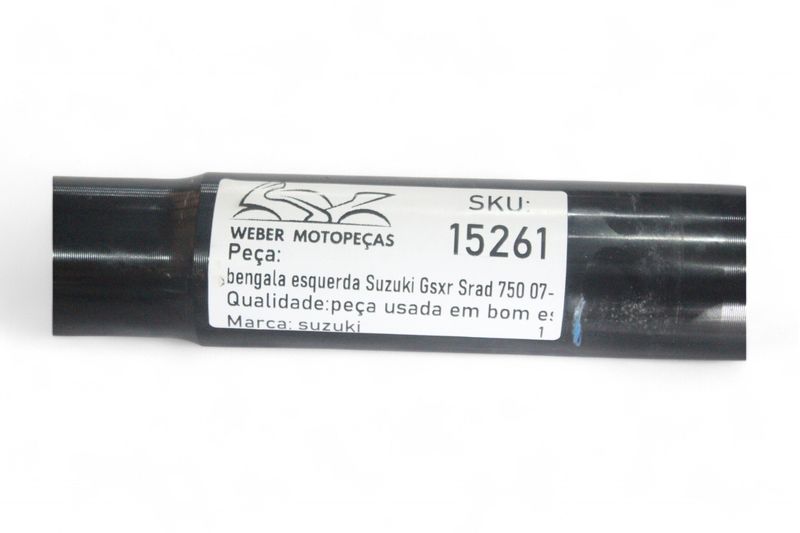 SKU:
WEBER MOTOPEÇAS
15261
Peça:
bengala esquerda Suzuki Gsxr Srad 750 07-
Qualidade:peça usada em bom es
Marca: suzuki
1